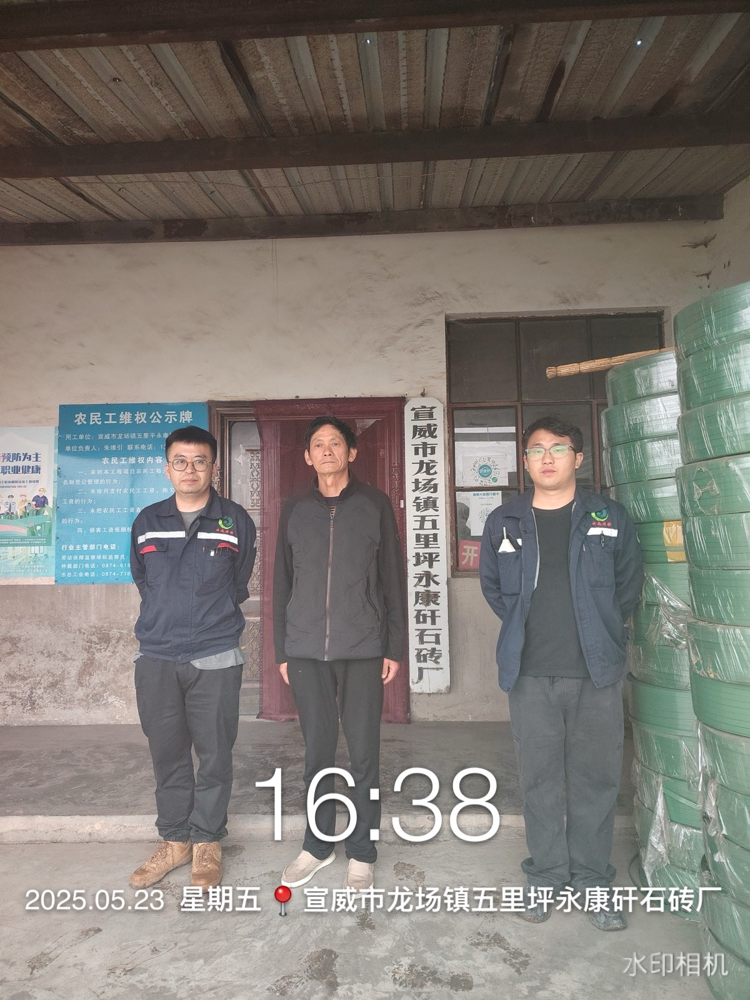 农民工维权公示牌
用工单位：宣威市龙场镇五里平永康
单位负责人：朱维引 联系电话：13
农民工维权内容
一、未对本工程项目农民工每
名制登记管理的行为；
二、未按月支付农民工工资、拖欠
工资的行为；
三、未把农民工工资直
的行为；
四、侵害工资报酬权
行业主管部门电话：
劳动保障监察维权监察员：
仲裁部门电话：0874-618
市总工会电话：0874-716
预防为主
职业健康
宣威市龙场镇五里坪永康矸石砖厂
开
16:38
2025.05.23 星期五 宣威市龙场镇五里坪永康矸石砖厂
水印相机